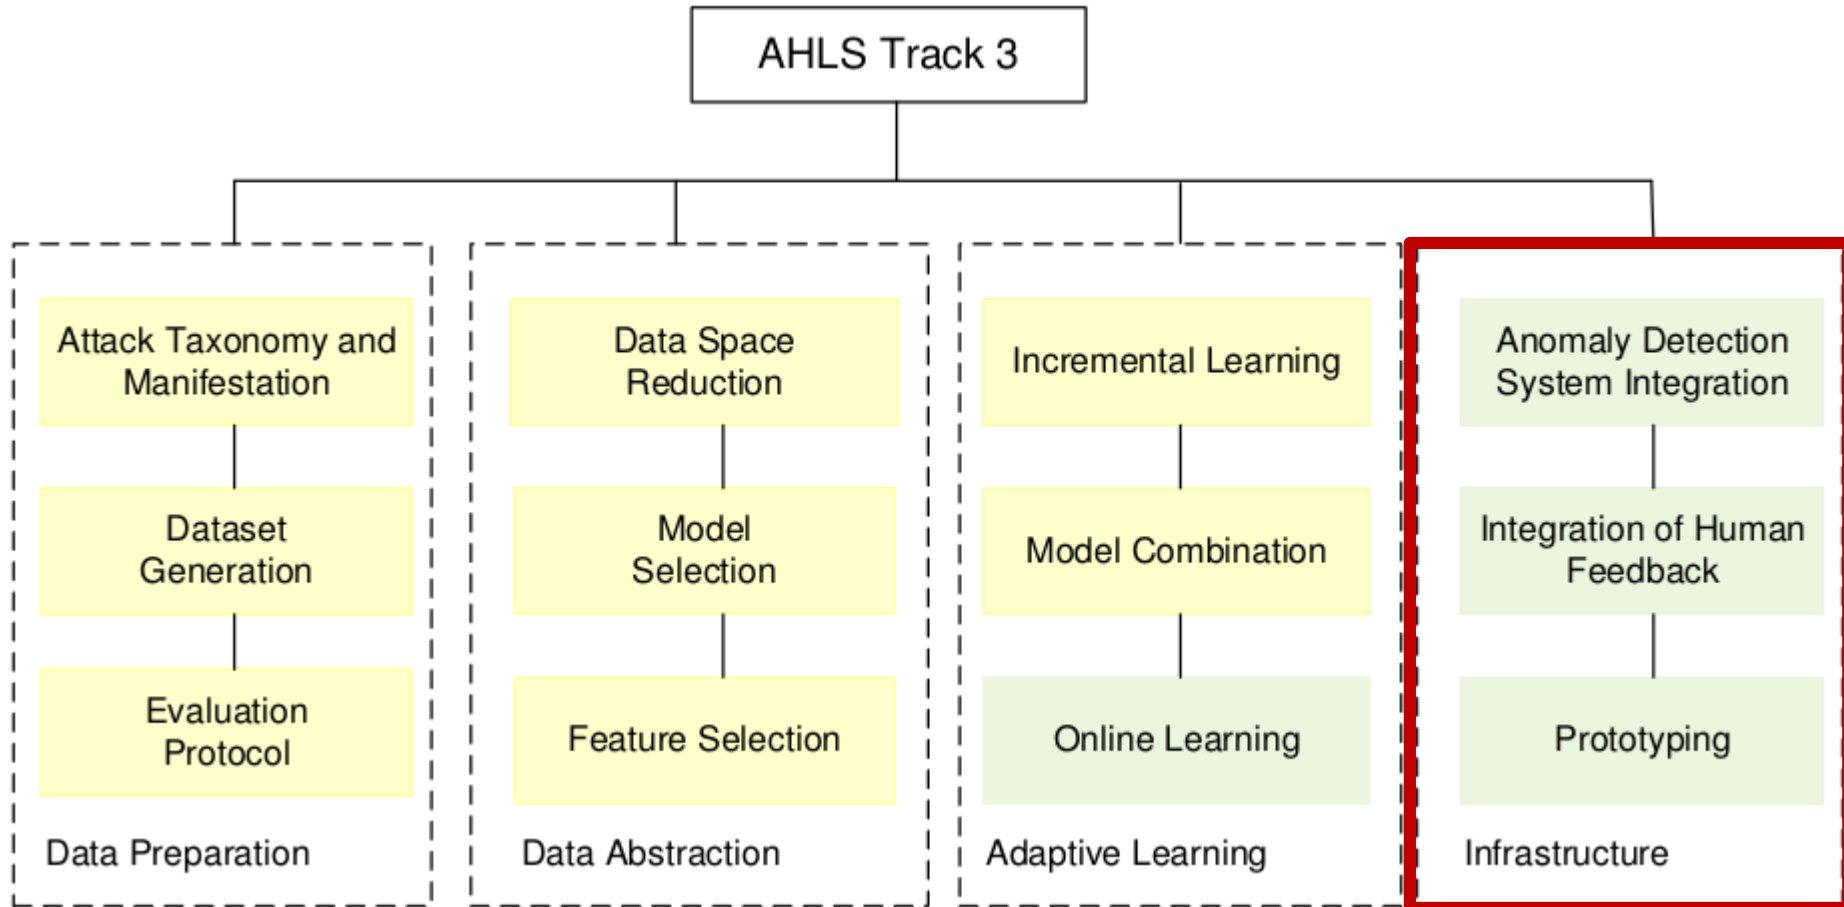 AHLS Track 3
Attack Taxonomy and
Manifestation
Dataset
Generation
Evaluation
Protocol
Data Preparation
Data Space
Reduction
Model
Selection
Feature Selection
Data Abstraction
Incremental Learning
Model Combination
Online Learning
Adaptive Learning
Anomaly Detection
System Integration
Integration of Human
Feedback
Prototyping
Infrastructure